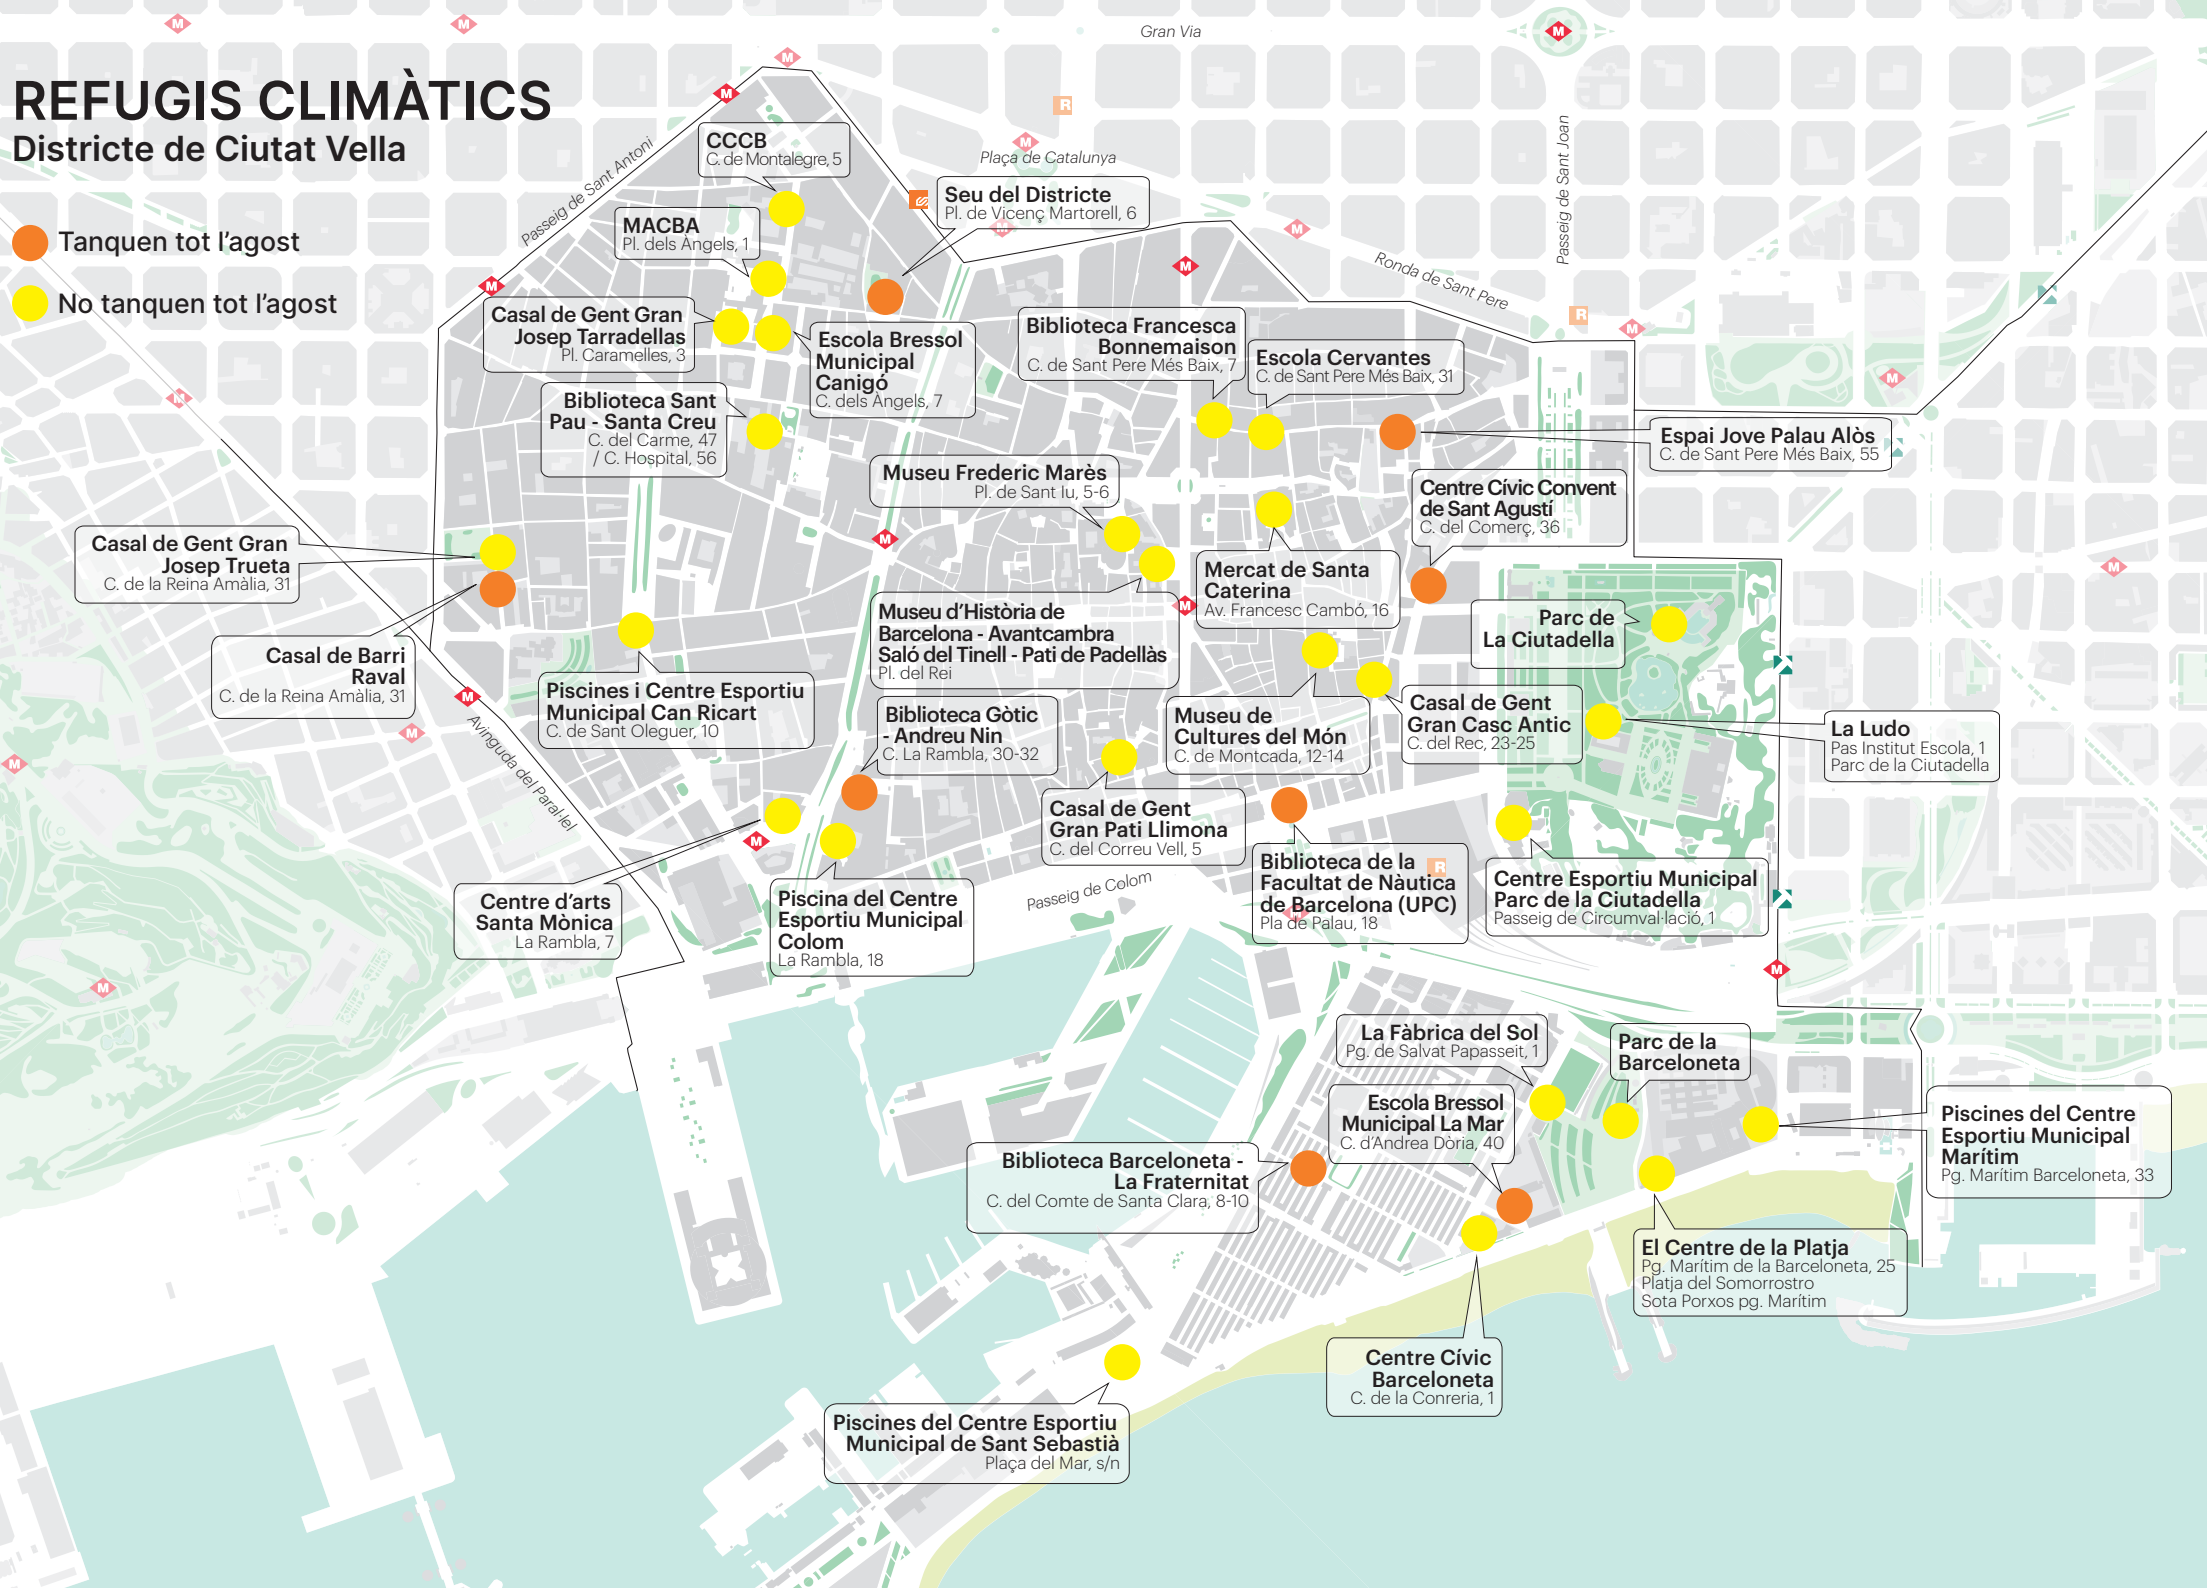 REFUGIS CLIMÀTICS
Districte de Ciutat Vella
Tanquen tot l'agost
No tanquen tot l'agost
Gran Via
Plaça de Catalunya
Passeig de Sant Antoni
Passeig de Sant Joan
Ronda de Sant Pere
Avinguda del Paral·lel
Passeig de Colom
CCCB
C. de Montalegre, 5
Seu del Districte
Pl. de Vicenç Martorell, 6
MACBA
Pl. dels Àngels, 1
Casal de Gent Gran
Josep Tarradellas
Pl. Caramelles, 3
Escola Bressol
Municipal
Canigó
C. dels Àngels, 7
Biblioteca Francesca
Bonnemaison
C. de Sant Pere Més Baix, 7
Escola Cervantes
C. de Sant Pere Més Baix, 31
Biblioteca Sant
Pau - Santa Creu
C. del Carme, 47
/ C. Hospital, 56
Espai Jove Palau Alòs
C. de Sant Pere Més Baix, 55
Museu Frederic Marès
Pl. de Sant Iu, 5-6
Centre Cívic Convent
de Sant Agustí
C. del Comerç, 36
Casal de Gent Gran
Josep Trueta
C. de la Reina Amàlia, 31
Mercat de Santa
Caterina
Av. Francesc Cambó, 16
Museu d'Història de
Barcelona - Avantcambra
Saló del Tinell - Pati de Padellàs
Pl. del Rei
Parc de
La Ciutadella
Casal de Barri
Raval
C. de la Reina Amàlia, 31
Piscines i Centre Esportiu
Municipal Can Ricart
C. de Sant Oleguer, 10
Biblioteca Gòtic
- Andreu Nin
C. La Rambla, 30-32
Museu de
Cultures del Món
C. de Montcada, 12-14
Casal de Gent
Gran Casc Antic
C. del Rec, 23-25
La Ludo
Pas Institut Escola, 1
Parc de la Ciutadella
Casal de Gent
Gran Pati Llimona
C. del Correu Vell, 5
Biblioteca de la
Facultat de Nàutica
de Barcelona (UPC)
Pla de Palau, 18
Centre Esportiu Municipal
Parc de la Ciutadella
Passeig de Circumval·lació, 1
Centre d'arts
Santa Mònica
La Rambla, 7
Piscina del Centre
Esportiu Municipal
Colom
La Rambla, 18
La Fàbrica del Sol
Pg. de Salvat Papasseit, 1
Parc de la
Barceloneta
Escola Bressol
Municipal La Mar
C. d'Andrea Dòria, 40
Piscines del Centre
Esportiu Municipal
Marítim
Pg. Marítim Barceloneta, 33
Biblioteca Barceloneta -
La Fraternitat
C. del Comte de Santa Clara, 8-10
El Centre de la Platja
Pg. Marítim de la Barceloneta, 25
Platja del Somorrostro
Sota Porxos pg. Marítim
Centre Cívic
Barceloneta
C. de la Conreria, 1
Piscines del Centre Esportiu
Municipal de Sant Sebastià
Plaça del Mar, s/n